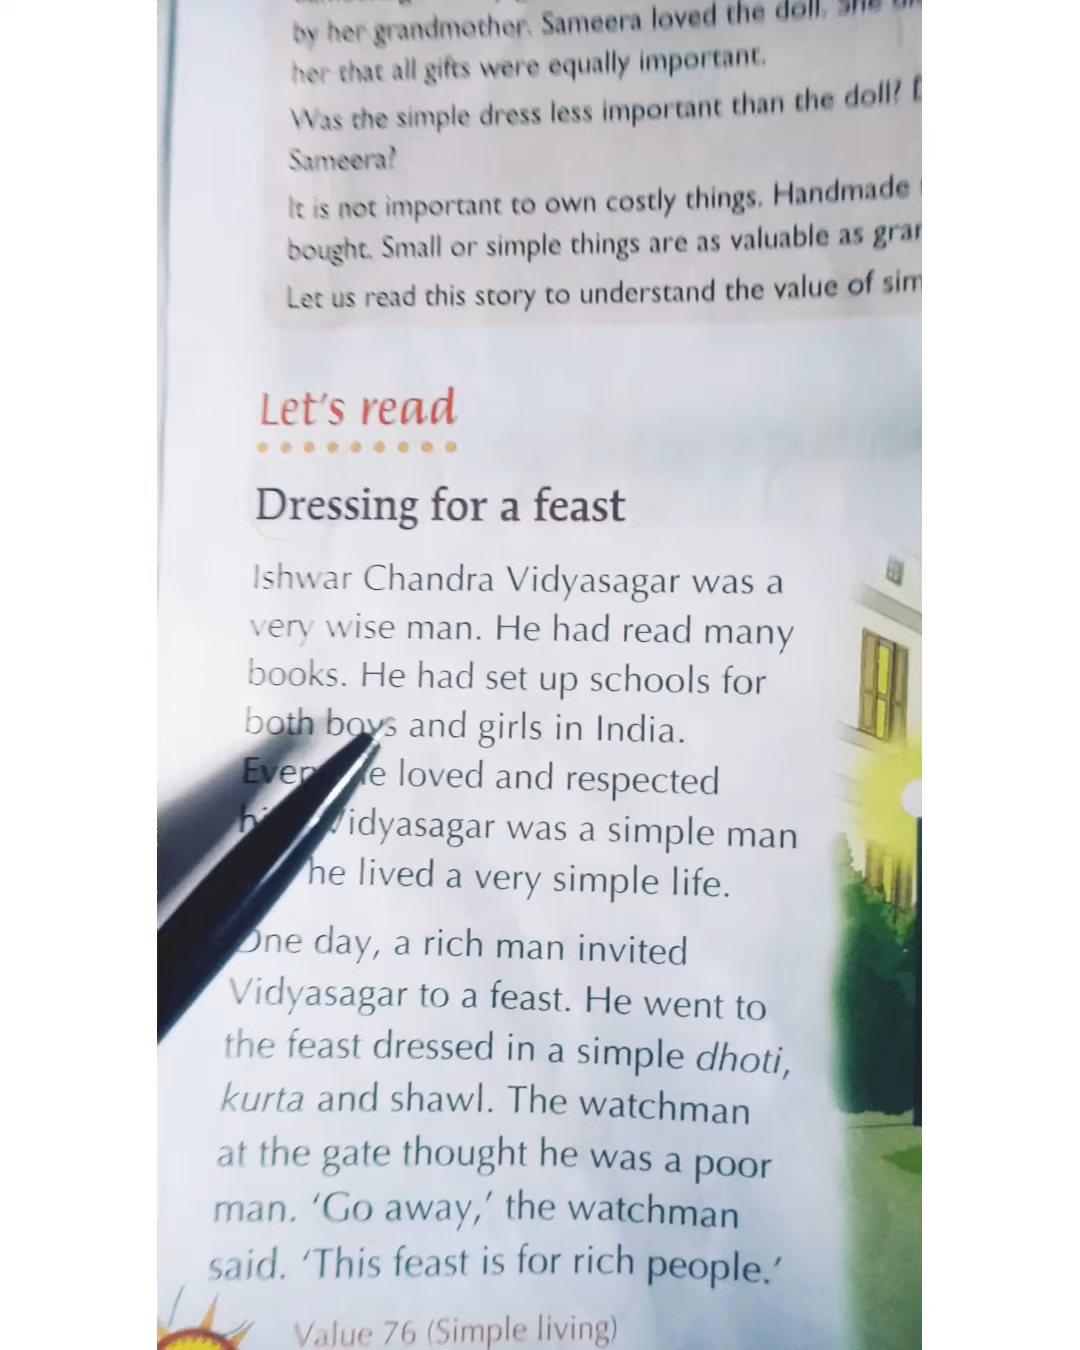 by her grandmother. Sameera loved the doll. She
her that all gifts were equally important.
Was the simple dress less important than the doll?
Sameera?
It is not important to own costly things. Handmade
bought. Small or simple things are as valuable as
Let us read this story to understand the value of
Let's read
Dressing for a feast
Ishwar Chandra Vidyasagar was a
very wise man. He had read many
books. He had set up schools for
both boys and girls in India.
loved and respected
Vidyasagar was a simple man
he lived a very simple life.
One day, a rich man invited
Vidyasagar to a feast. He went to
the feast dressed in a simple dhoti,
kurta and shawl. The watchman
at the gate thought he was a poor
man. ‘Go away,’ the watchman
said. ‘This feast is for rich people.’
Value 76 (Simple living)